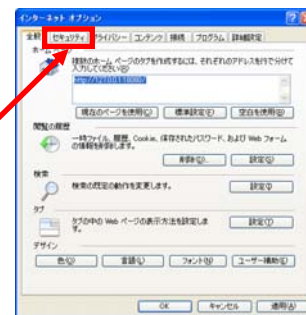 インターネット オプション
全般 セキュリティ プライバシー コンテンツ 接続 プログラム 詳細設定
ホーム ページ
複数のホーム ページのタブを作成するには、それぞれのアドレスを行で分けて
入力してください(R)
現在のページを使用(C) 標準設定(F) 空白を使用(B)
閲覧の履歴
一時ファイル、履歴、Cookie、保存されたパスワード、および Web フォーム
の情報を削除します。
削除(D)... 設定(S)
検索
検索の既定の動作を変更します。 設定(I)
タブ
タブの中の Web ページの表示方法を設定しま
す。 設定(T)
デザイン
色(O) 言語(L) フォント(N) ユーザー補助(E)
OK キャンセル 適用(A)